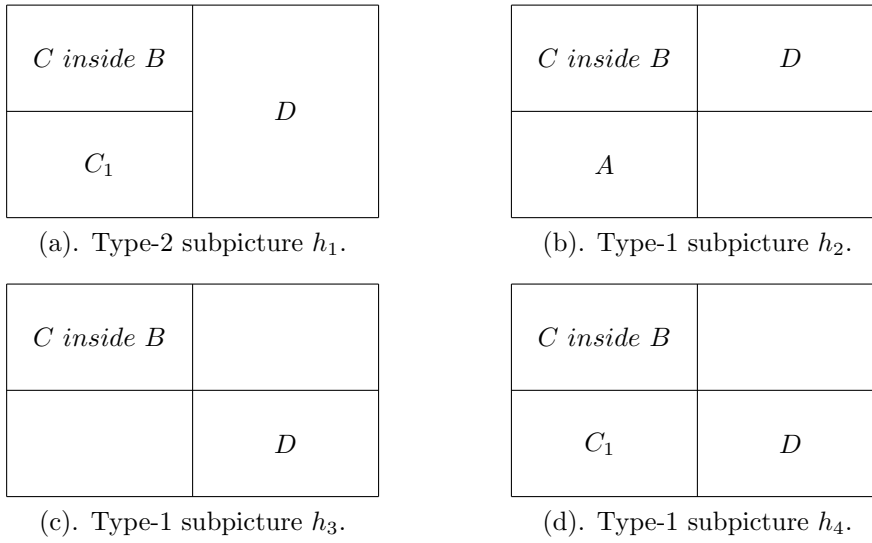 C inside B
D
C₁
(a). Type-2 subpicture h₁.
C inside B D
A
(b). Type-1 subpicture h₂.
C inside B
D
(c). Type-1 subpicture h₃.
C inside B
C₁ D
(d). Type-1 subpicture h₄.